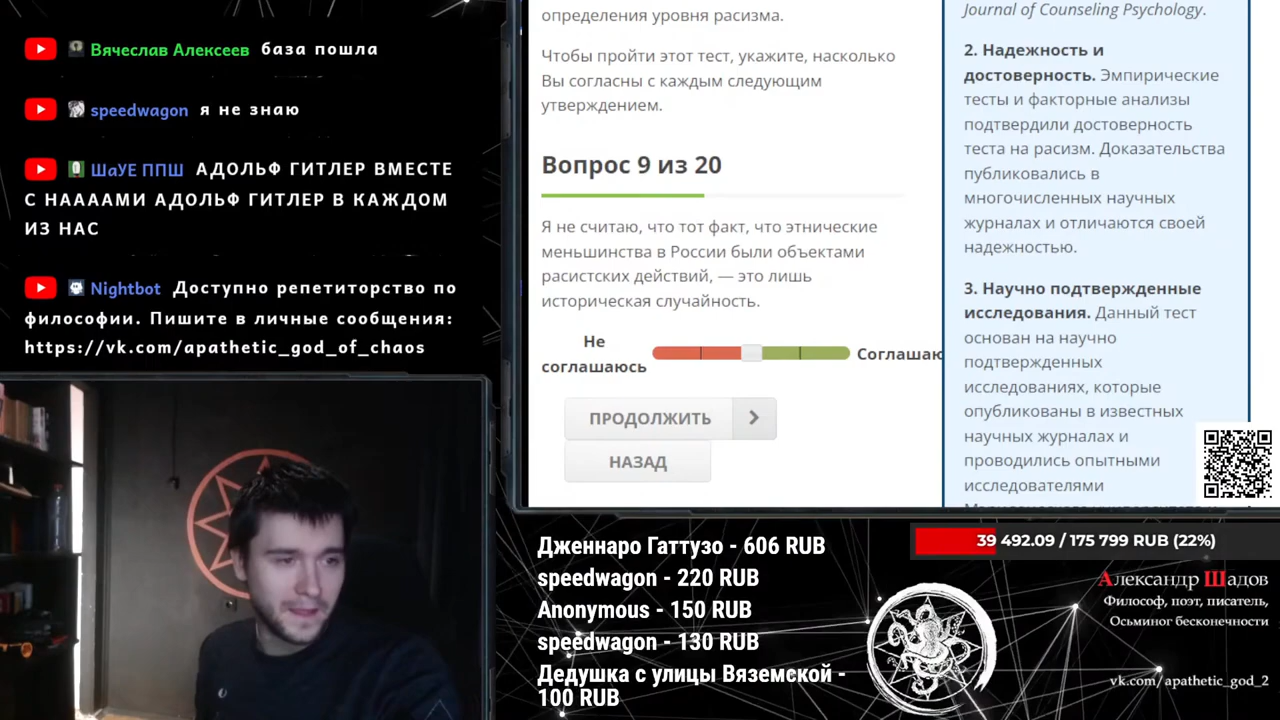 Вячеслав Алексеев база пошла
speedwagon я не знаю
ШаУЕ ППШ АДОЛЬФ ГИТЛЕР ВМЕСТЕ
С НААААМИ АДОЛЬФ ГИТЛЕР В КАЖДОМ
ИЗ НАС
Nightbot Доступно репетиторство по
философии. Пишите в личные сообщения:
https://vk.com/apathetic_god_of_chaos
определения уровня расизма.
Чтобы пройти этот тест, укажите, насколько
Вы согласны с каждым следующим
утверждением.
Вопрос 9 из 20
Я не считаю, что тот факт, что этнические
меньшинства в России были объектами
расистских действий, — это лишь
историческая случайность.
Не
соглашаюсь
Соглашаю
ПРОДОЛЖИТЬ
НАЗАД
Journal of Counseling Psychology.
2. Надежность и
достоверность. Эмпирические
тесты и факторные анализы
подтвердили достоверность
теста на расизм. Доказательства
публиковались в
многочисленных научных
журналах и отличаются своей
надежностью.
3. Научно подтвержденные
исследования. Данный тест
основан на научно
подтвержденных
исследованиях, которые
опубликованы в известных
научных журналах и
проводились опытными
исследователями
Дженнаро Гаттузо - 606 RUB
speedwagon - 220 RUB
Anonymous - 150 RUB
speedwagon - 130 RUB
Дедушка с улицы Вяземской -
100 RUB
39 492.09 / 175 799 RUB (22%)
Александр Шадов
Философ, поэт, писатель,
Осьминог бесконечности
vk.com/apathetic_god_2